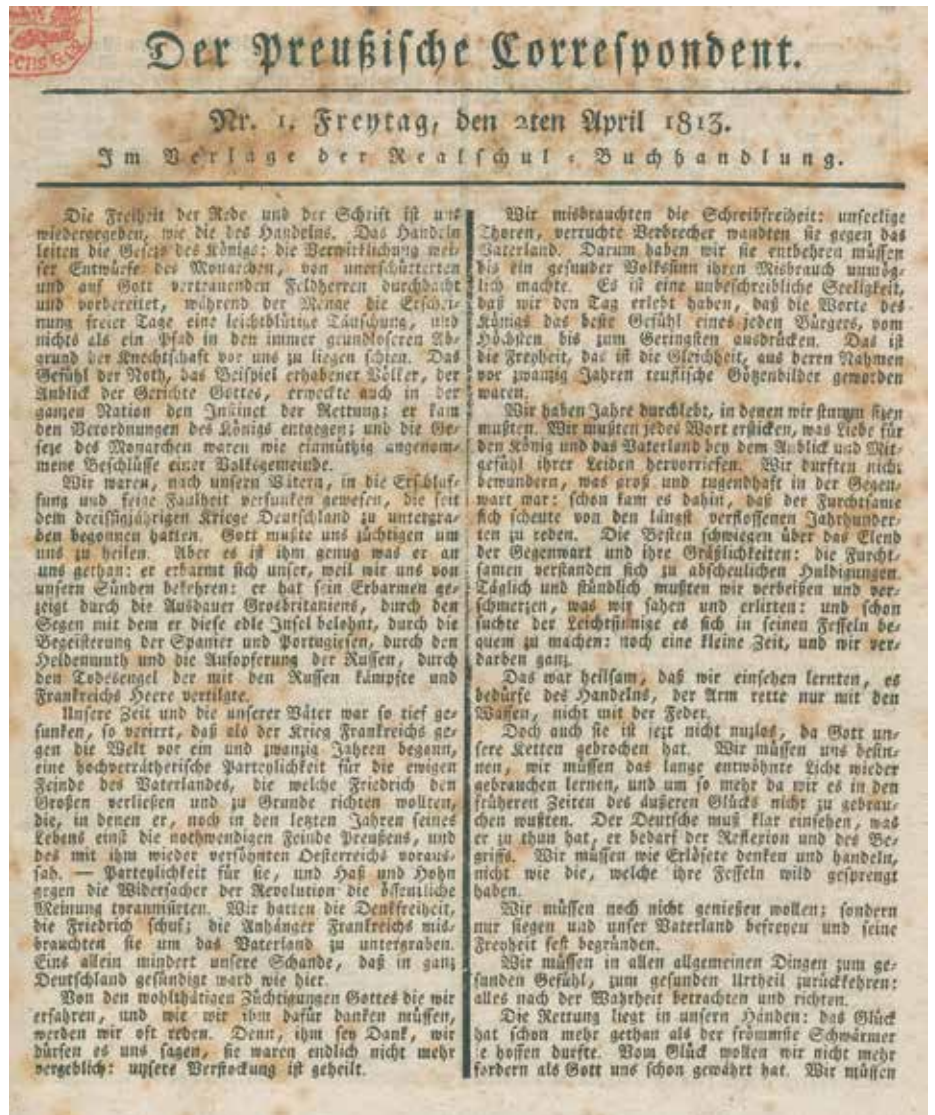 Der Preußische Correspondent.
Nr. 1. Freytag, den 2ten April 1813.
Im Verlage der Realschul-Buchhandlung.
Die Freiheit der Rede und der Schrift ist uns
wiedergegeben, wie die des Handelns. Das Handeln
leiten die Gesetze des Königs: die Verwirklichung wei-
ser Entwürfe des Monarchen, von unerschütterten
und auf Gott vertrauenden Feldherren durchdacht
und vorbereitet, während der Menge die Erschei-
nung freier Tage eine leichtblütige Täuschung, und
nichts als ein Pfad in den immer grundloseren Ab-
grund der Knechtschaft vor uns zu liegen schien. Das
Gefühl der Noth, das Beispiel erhabener Völker, der
Anblick der Gerichte Gottes, erweckte auch in der
ganzen Nation den Instinct der Rettung; er kam
den Verordnungen des Königs entgegen; und die Ge-
seze des Monarchen waren wie einmüthig angenom-
mene Beschlüsse einer Volksgemeinde.
Wir waren, nach unsern Vätern, in die Erschlaf-
fung und feige Faulheit versunken gewesen, die seit
dem dreissigjährigen Kriege Deutschland zu untergra-
ben begonnen hatten. Gott mußte uns züchtigen um
uns zu heilen. Aber es ist ihm genug was er an
uns gethan: er erbarmt sich unser, weil wir uns von
unsern Sünden bekehren: er hat sein Erbarmen ge-
zeigt durch die Ausdauer Grosbritaniens, durch den
Segen mit dem er diese edle Insel belohnt, durch die
Begeisterung der Spanier und Portugiesen, durch den
Heldenmuth und die Aufopferung der Russen, durch
den Todesengel der mit den Russen kämpfte und
Frankreichs Heere vertilgte.
Unsere Zeit und die unserer Väter war so tief ge-
sunken, so verirrt, daß als der Krieg Frankreichs ge-
gen die Welt vor ein und zwanzig Jahren begann,
eine hochverrätherische Parteylichkeit für die ewigen
Feinde des Vaterlandes, die welche Friedrich den
Großen verließen und zu Grunde richten wollten,
die, in denen er, noch in den lezten Jahren seines
Lebens einst die nothwendigen Feinde Preußens, und
des mit ihm wieder versöhnten Oesterreichs voraus-
sah. — Parteylichkeit für sie, und Haß und Hohn
gegen die Widersacher der Revolution die öffentliche
Meinung tyrannisirten. Wir hatten die Denkfreiheit,
die Friedrich schuf; die Anhänger Frankreichs mis-
brauchten sie um das Vaterland zu untergraben.
Eins allein mindert unsere Schande, daß in ganz
Deutschland gesündigt ward wie hier.
Von den wohlthätigen Züchtigungen Gottes die wir
erfahren, und wie wir ihm dafür danken müssen,
werden wir oft reden. Denn, ihm sey Dank, wir
dürfen es uns sagen, sie waren endlich nicht mehr
vergeblich: unsere Verstockung ist geheilt.
Wir misbrauchten die Schreibfreiheit: unseelige
Thoren, verruchte Verbrecher wandten sie gegen das
Vaterland. Darum haben wir sie entbehren müssen
bis ein gesunder Volkssinn ihren Misbrauch unmög-
lich machte. Es ist eine unbeschreibliche Seeligkeit,
daß wir den Tag erlebt haben, daß die Worte des
Königs das beste Gefühl eines jeden Bürgers, vom
Höchsten bis zum Geringsten ausdrücken. Das ist
die Freyheit, das ist die Gleichheit, aus deren Nahmen
vor zwanzig Jahren teuflische Götzenbilder geworden
waren.
Wir haben Jahre durchlebt, in denen wir stumm sizen
mußten. Wir mußten jedes Wort ersticken, was Liebe für
den König und das Vaterland bey dem Anblick und Mit-
gefühl ihrer Leiden hervorriefen. Wir durften nicht
bewundern, was groß und tugendhaft in der Gegen-
wart war: schon kam es dahin, daß der Furchtsame
sich scheute von den längst verflossenen Jahrhunder-
ten zu reden. Die Besten schwiegen über das Elend
der Gegenwart und ihre Gräßlichkeiten: die Furcht-
samen verstanden sich zu abscheulichen Huldigungen.
Täglich und stündlich mußten wir verbeißen und ver-
schmerzen, was wir sahen und erlitten: und schon
suchte der Leichtsinnige es sich in seinen Fesseln be-
quem zu machen: noch eine kleine Zeit, und wir ver-
darben ganz.
Das war heilsam, daß wir einsehen lernten, es
bedürfe des Handelns, der Arm rette nur mit den
Waffen, nicht mit der Feder.
Doch auch sie ist jezt nicht nuzlos, da Gott un-
sere Ketten gebrochen hat. Wir müssen uns besin-
nen, wir müssen das lange entwöhnte Licht wieder
gebrauchen lernen, und um so mehr da wir es in den
früheren Zeiten des äußeren Glücks nicht zu gebrau-
chen wußten. Der Deutsche muß klar einsehen, was
er zu thun hat, er bedarf der Reflexion und des Be-
griffs. Wir müssen wie Erlösete denken und handeln,
nicht wie die, welche ihre Fesseln wild gesprengt
haben.
Wir müssen noch nicht genießen wollen; sondern
nur siegen und unser Vaterland befreyen und seine
Freyheit fest begründen.
Wir müssen in allen allgemeinen Dingen zum ge-
sunden Gefühl, zum gesunden Urtheil zurückkehren:
alles nach der Wahrheit betrachten und richten.
Die Rettung liegt in unsern Händen: das Glück
hat schon mehr gethan als der frömmste Schwärmer
je hoffen durfte. Vom Glück wollen wir nicht mehr
fordern als Gott uns schon gewährt hat. Wir müssen